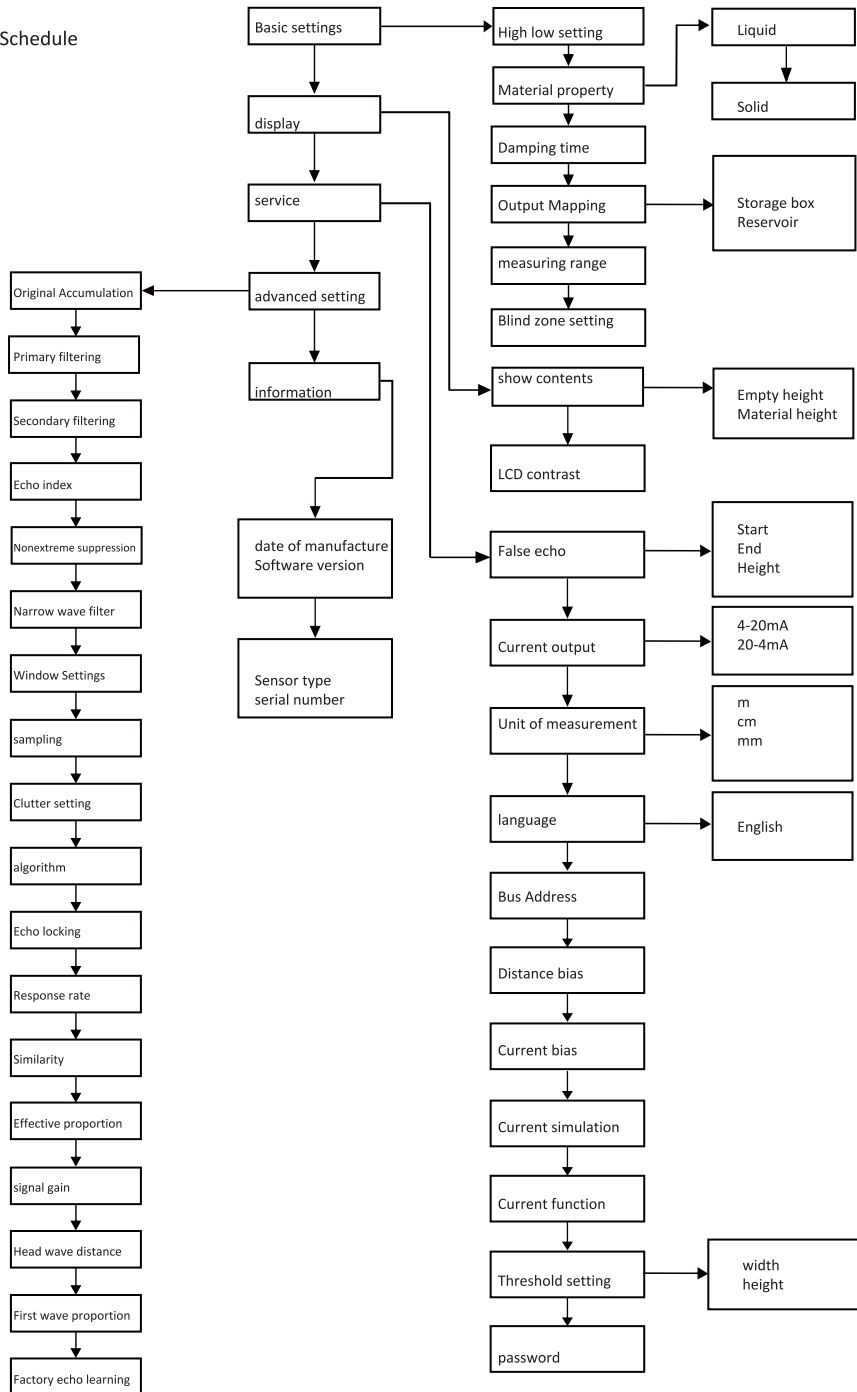 Schedule
Basic settings
display
service
advanced setting
information
date of manufacture
Software version
Sensor type
serial number
Original Accumulation
Primary filtering
Secondary filtering
Echo index
Nonextreme suppression
Narrow wave filter
Window Settings
sampling
Clutter setting
algorithm
Echo locking
Response rate
Similarity
Effective proportion
signal gain
Head wave distance
First wave proportion
Factory echo learning
High low setting
Material property
Damping time
Output Mapping
measuring range
Blind zone setting
Liquid
Solid
Storage box
Reservoir
show contents
LCD contrast
Empty height
Material height
False echo
Current output
Unit of measurement
language
Bus Address
Distance bias
Current bias
Current simulation
Current function
Threshold setting
password
Start
End
Height
4-20mA
20-4mA
m
cm
mm
English
width
height